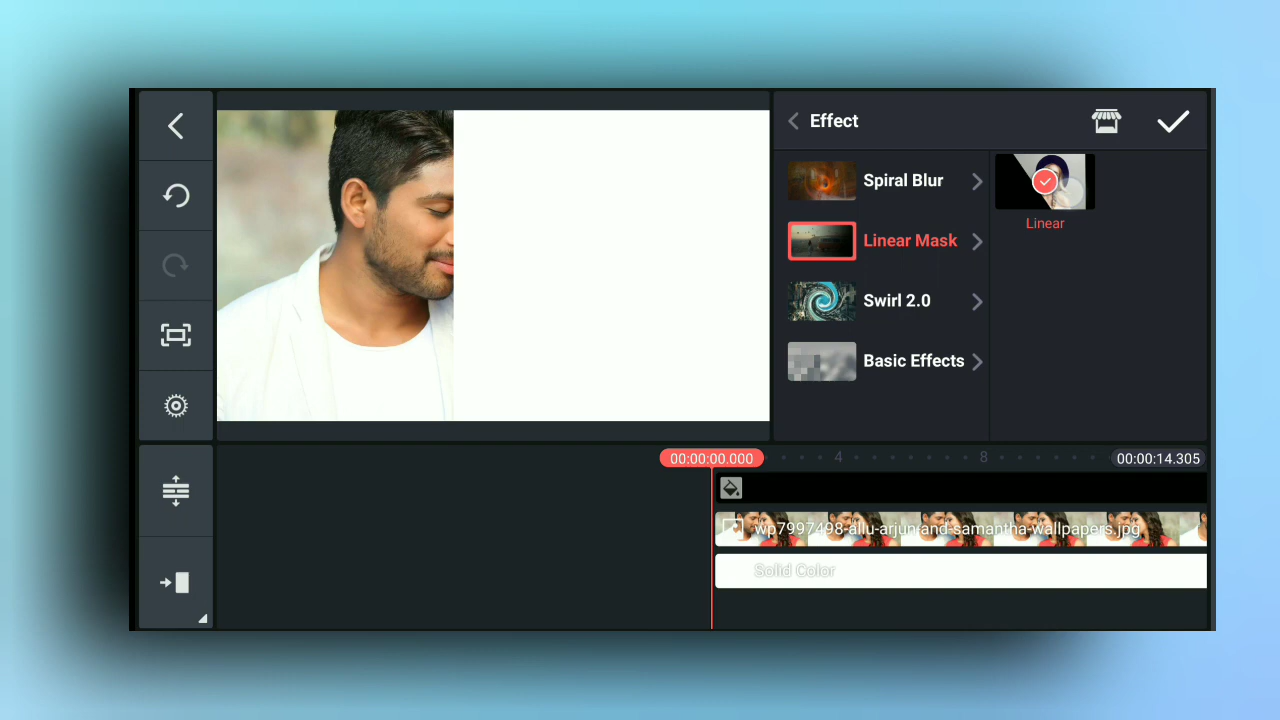 Effect
Spiral Blur
Linear Mask
Swirl 2.0
Basic Effects
Linear
00:00:00.000
4
8
00:00:14.305
wp7997498-allu-arjun-and-samantha-wallpapers.jpg
Solid Color